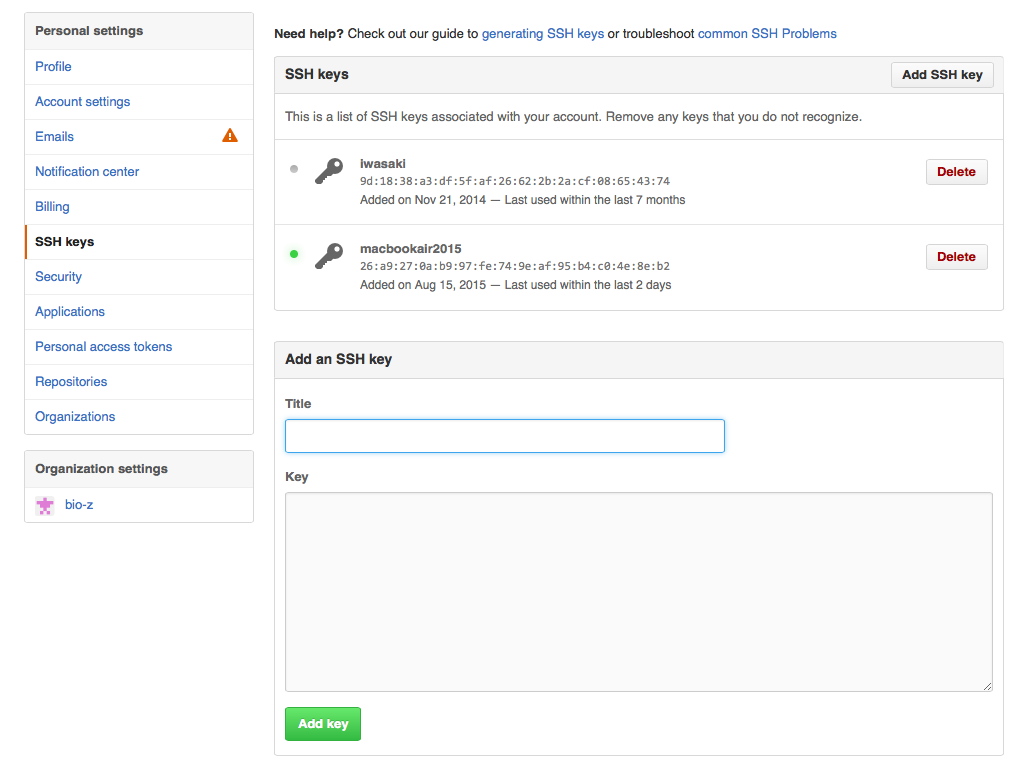 Personal settings
Profile
Account settings
Emails
Notification center
Billing
SSH keys
Security
Applications
Personal access tokens
Repositories
Organizations
Organization settings
bio-z
Need help? Check out our guide to generating SSH keys or troubleshoot common SSH Problems
SSH keys
Add SSH key
This is a list of SSH keys associated with your account. Remove any keys that you do not recognize.
iwasaki
9d:18:38:a3:df:5f:af:26:62:2b:2a:cf:08:65:43:74
Added on Nov 21, 2014 — Last used within the last 7 months
Delete
macbookair2015
26:a9:27:0a:b9:97:fe:74:9e:af:95:b4:c0:4e:8e:b2
Added on Aug 15, 2015 — Last used within the last 2 days
Delete
Add an SSH key
Title
Key
Add key